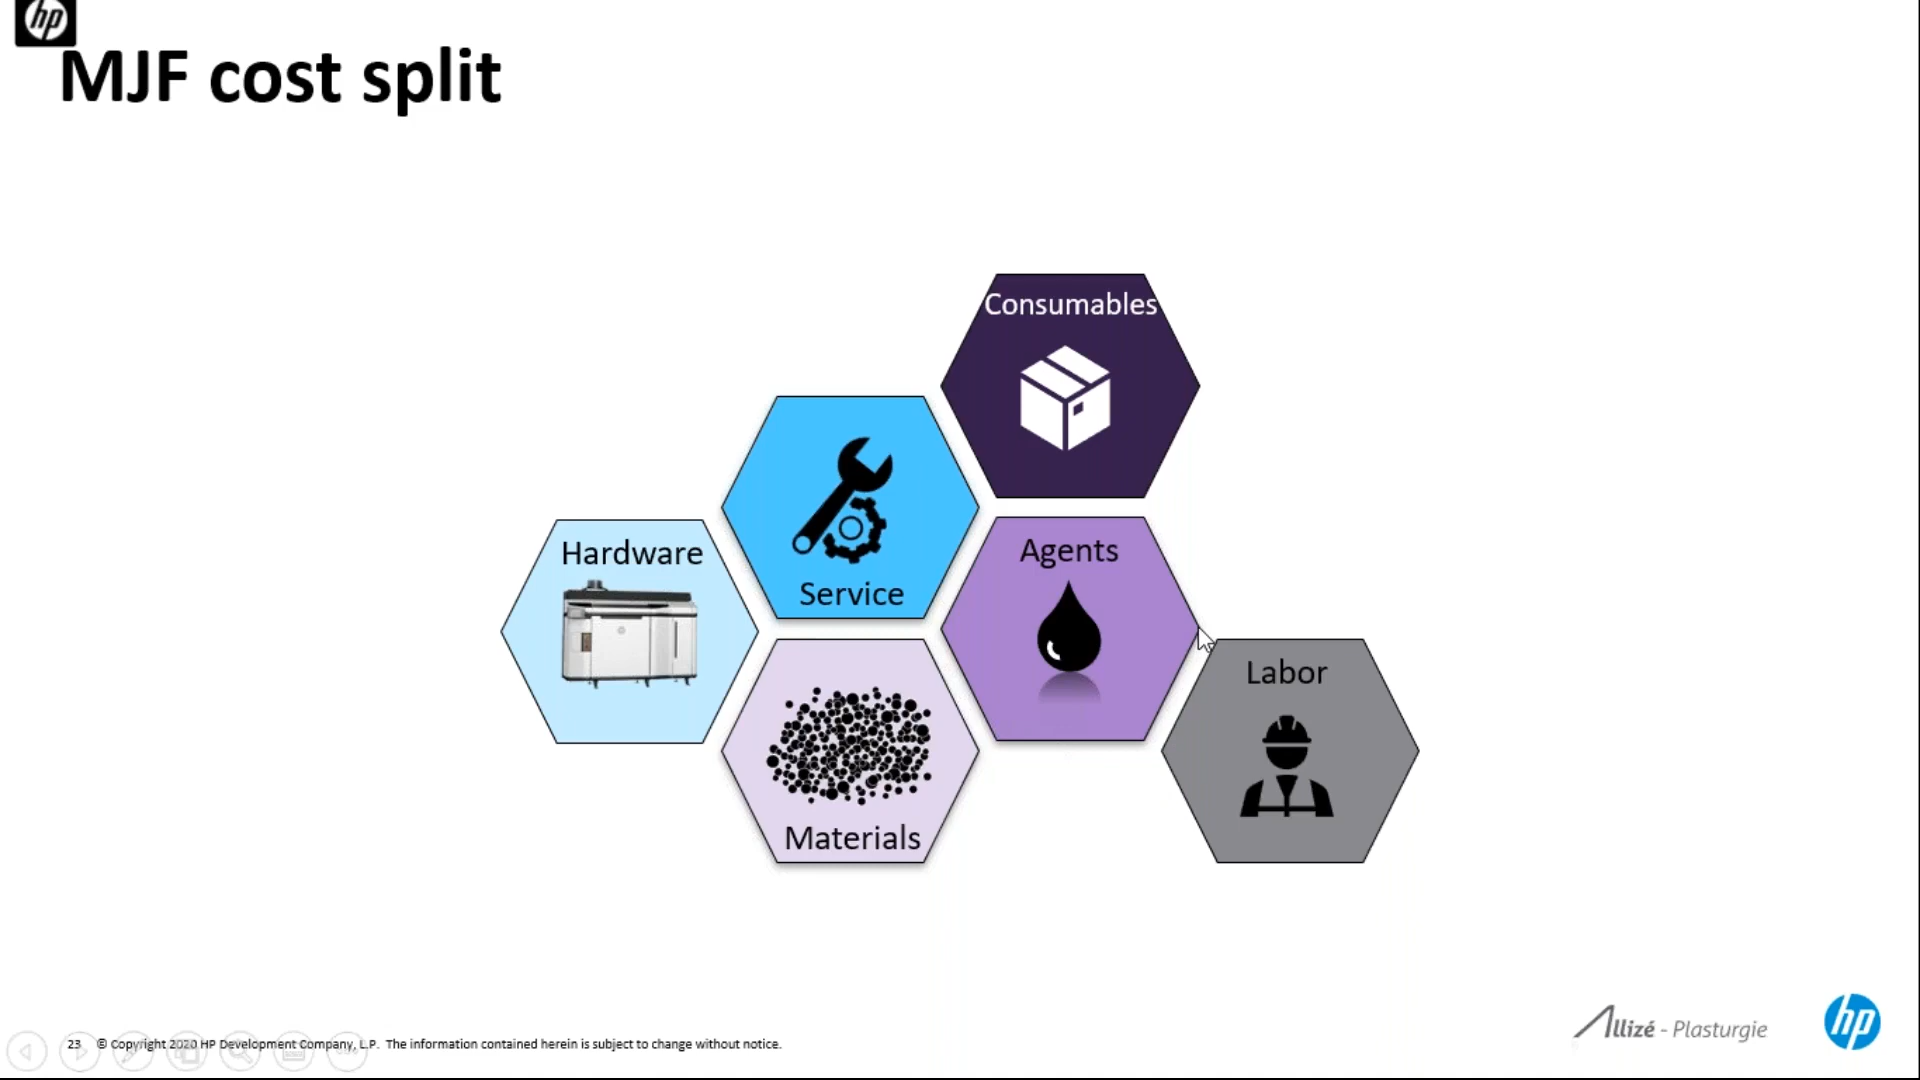 hp
MJF cost split
Consumables
Service
Hardware
Agents
Materials
Labor
23 © Copyright 2020 HP Development Company, L.P. The information contained herein is subject to change without notice.
Allizé - Plasturgie
hp